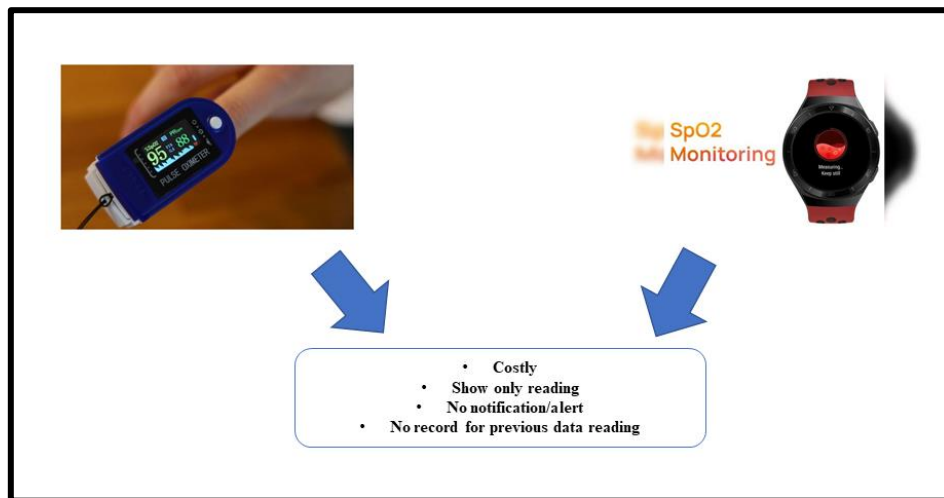 95 88
PULSE OXIMETER
SpO2
Monitoring
Measuring...
Keep still
• Costly
• Show only reading
• No notification/alert
• No record for previous data reading